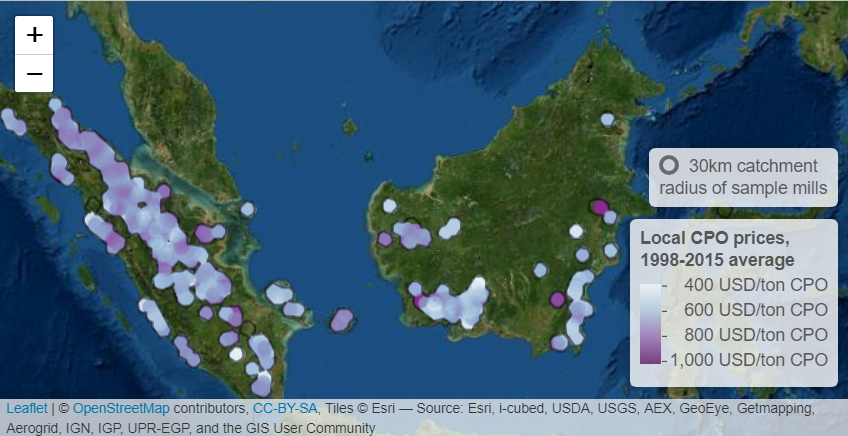 +
−
30km catchment
radius of sample mills
Local CPO prices,
1998-2015 average
400 USD/ton CPO
600 USD/ton CPO
800 USD/ton CPO
1,000 USD/ton CPO
Leaflet | © OpenStreetMap contributors, CC-BY-SA, Tiles © Esri — Source: Esri, i-cubed, USDA, USGS, AEX, GeoEye, Getmapping,
Aerogrid, IGN, IGP, UPR-EGP, and the GIS User Community